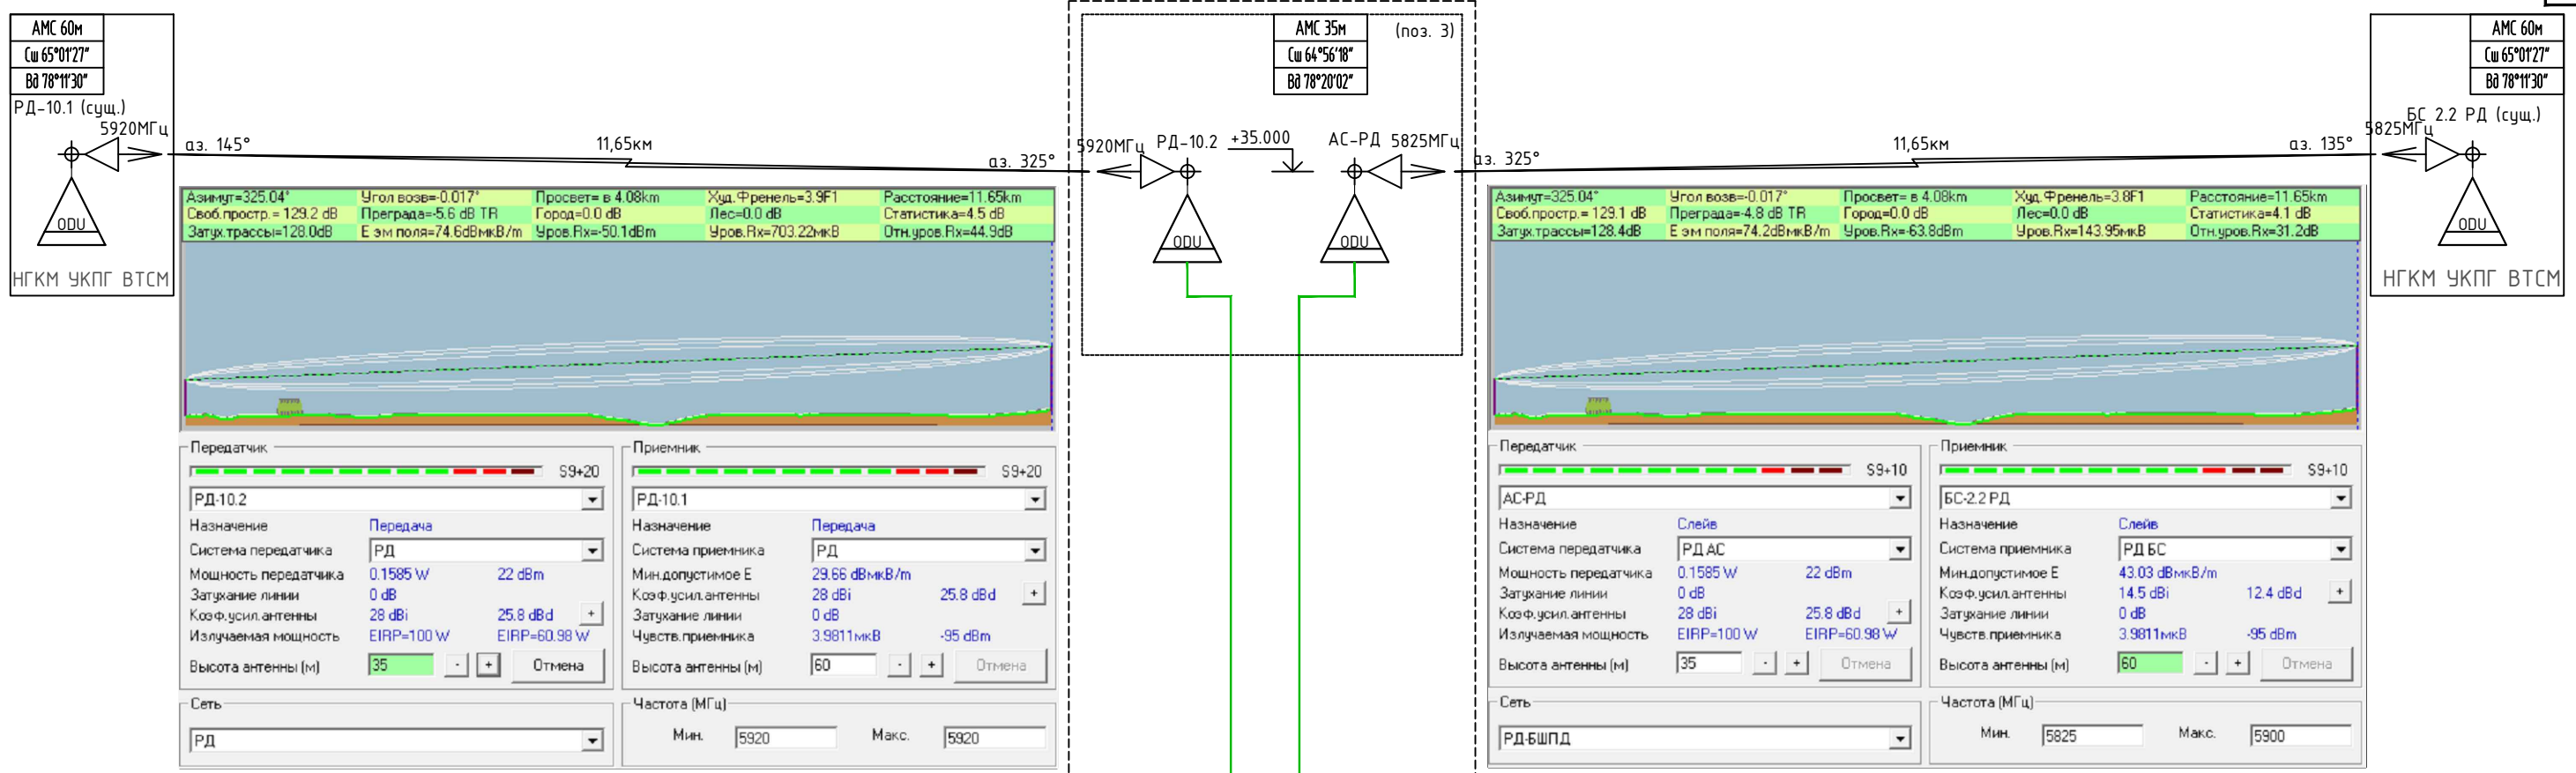 АМС 60м
Сш 65°01'27"
Вд 78°11'30"
РД-10.1 (сущ.)
5920МГц
ODU
НГКМ УКПГ ВТСМ
аз. 145°
11,65км
аз. 325°
Азимут=325.04° Угол возв=-0.017° Просвет= в 4.08km Худ.Френель=3.9F1 Расстояние=11.65km
Своб.простр.= 129.2 dB Преграда=-5.6 dB TR Город=0.0 dB Лес=0.0 dB Статистика=4.5 dB
Затух.трассы=128.0dB E эм поля=74.6dBмкВ/m Уров.Rx=-50.1dBm Уров.Rx=703.22мкВ Отн.уров.Rx=44.9dB
Передатчик
S9+20
РД-10.2
Назначение Передача
Система передатчика РД
Мощность передатчика 0.1585 W 22 dBm
Затухание линии 0 dB
Коэф.усил.антенны 28 dBi 25.8 dBd +
Излучаемая мощность EIRP=100 W EIRP=60.98 W
Высота антенны (м) 35 - + Отмена
Приемник
S9+20
РД-10.1
Назначение Передача
Система приемника РД
Мин.допустимое E 29.66 dBмкВ/m
Коэф.усил.антенны 28 dBi 25.8 dBd +
Затухание линии 0 dB
Чувств.приемника 3.9811мкВ -95 dBm
Высота антенны (м) 60 - + Отмена
Сеть
РД
Частота (МГц)
Мин. 5920 Макс. 5920
АМС 35м
Сш 64°56'18"
Вд 78°20'02"
(поз. 3)
5920МГц
РД-10.2
+35.000
АС-РД
5825МГц
ODU
ODU
аз. 325°
11,65км
аз. 135°
Азимут=325.04° Угол возв=-0.017° Просвет= в 4.08km Худ.Френель=3.8F1 Расстояние=11.65km
Своб.простр.= 129.1 dB Преграда=-4.8 dB TR Город=0.0 dB Лес=0.0 dB Статистика=4.1 dB
Затух.трассы=128.4dB E эм поля=74.2dBмкВ/m Уров.Rx=-63.8dBm Уров.Rx=143.95мкВ Отн.уров.Rx=31.2dB
Передатчик
S9+10
АС-РД
Назначение Слейв
Система передатчика РД АС
Мощность передатчика 0.1585 W 22 dBm
Затухание линии 0 dB
Коэф.усил.антенны 28 dBi 25.8 dBd +
Излучаемая мощность EIRP=100 W EIRP=60.98 W
Высота антенны (м) 35 - + Отмена
Приемник
S9+10
БС-2.2 РД
Назначение Слейв
Система приемника РД БС
Мин.допустимое E 43.03 dBмкВ/m
Коэф.усил.антенны 14.5 dBi 12.4 dBd +
Затухание линии 0 dB
Чувств.приемника 3.9811мкВ -95 dBm
Высота антенны (м) 60 - + Отмена
Сеть
РД-БШПД
Частота (МГц)
Мин. 5825 Макс. 5900
АМС 60м
Сш 65°01'27"
Вд 78°11'30"
БС 2.2 РД (сущ.)
5825МГц
ODU
НГКМ УКПГ ВТСМ